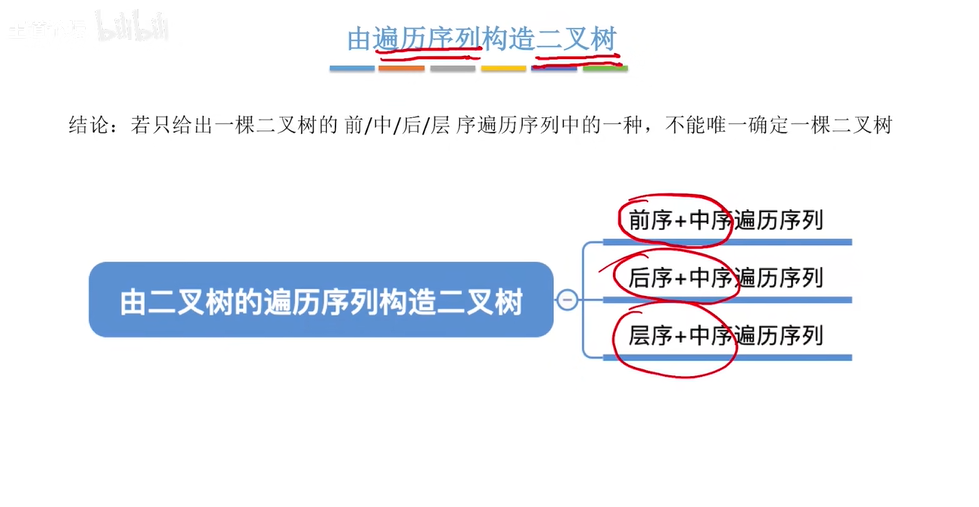 bilibili
由遍历序列构造二叉树
结论：若只给出一棵二叉树的 前/中/后/层 序遍历序列中的一种，不能唯一确定一棵二叉树
前序+中序遍历序列
后序+中序遍历序列
由二叉树的遍历序列构造二叉树
层序+中序遍历序列